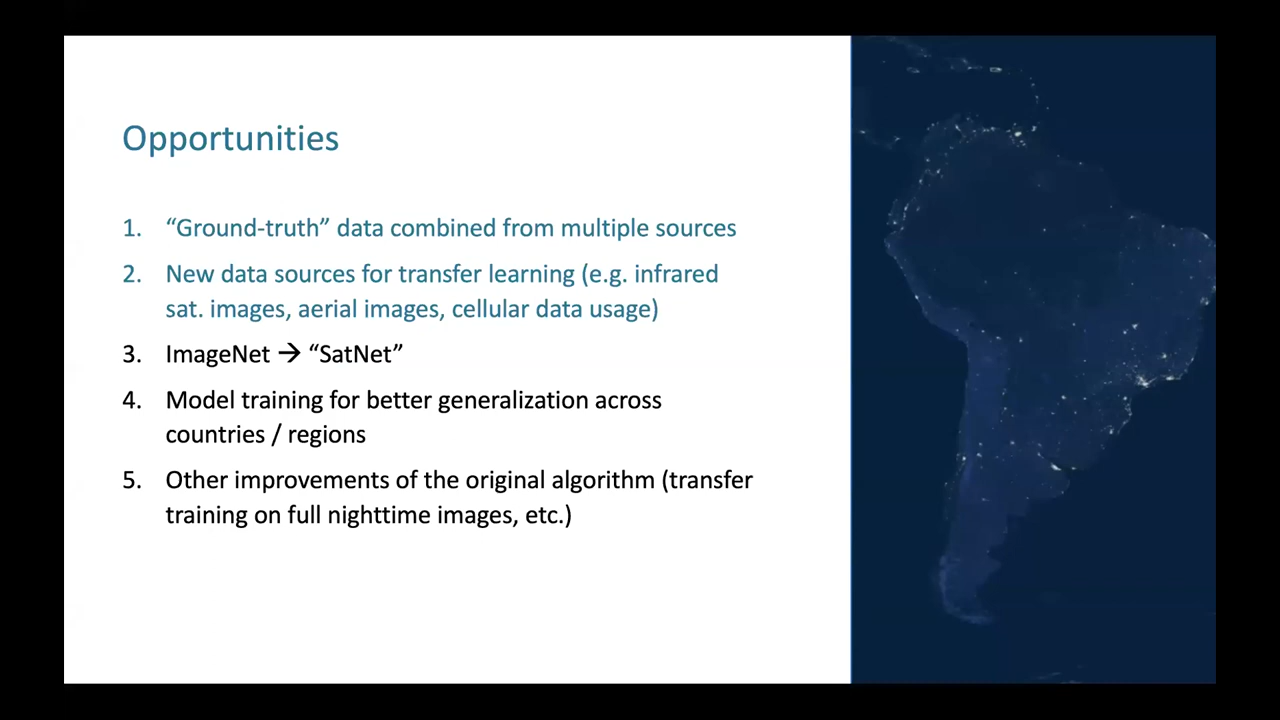 Opportunities
1. “Ground-truth” data combined from multiple sources
2. New data sources for transfer learning (e.g. infrared
sat. images, aerial images, cellular data usage)
3. ImageNet → “SatNet”
4. Model training for better generalization across
countries / regions
5. Other improvements of the original algorithm (transfer
training on full nighttime images, etc.)